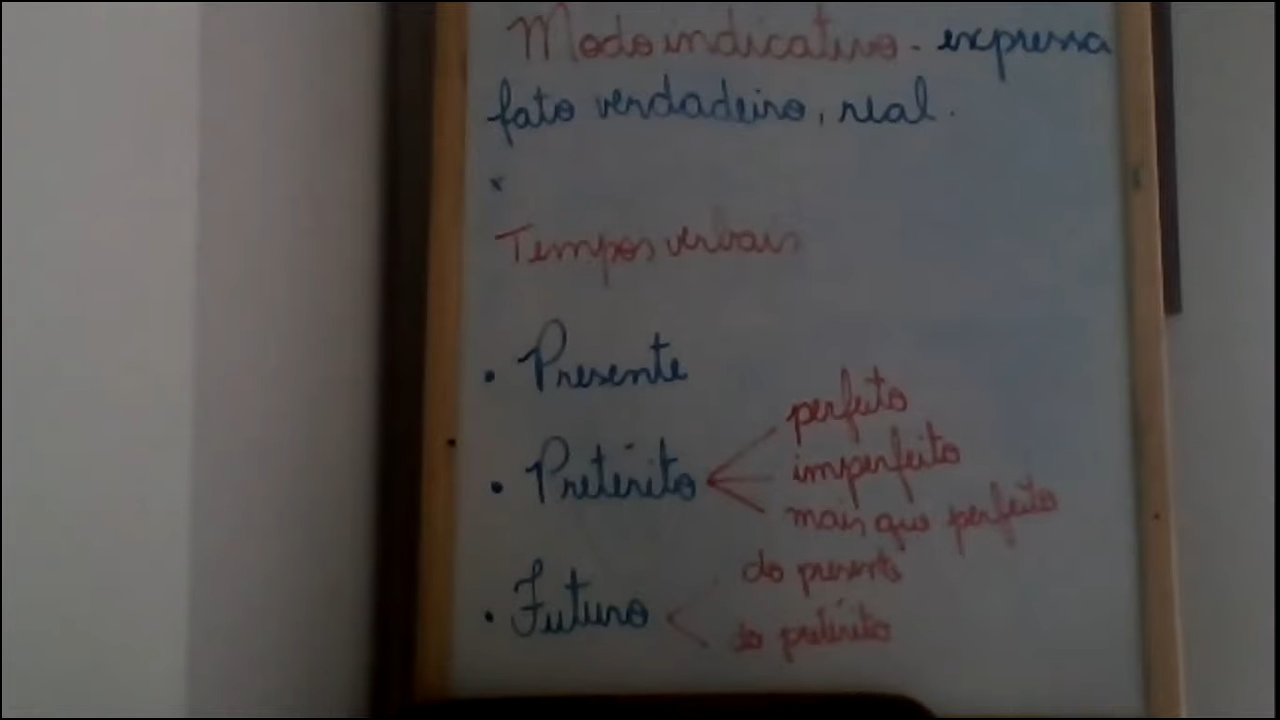 Modo indicativo - expressa
fato verdadeiro, real.
Tempos verbais
• Presente
• Pretérito
perfeito
imperfeito
mais que perfeito
• Futuro
do presente
do pretérito